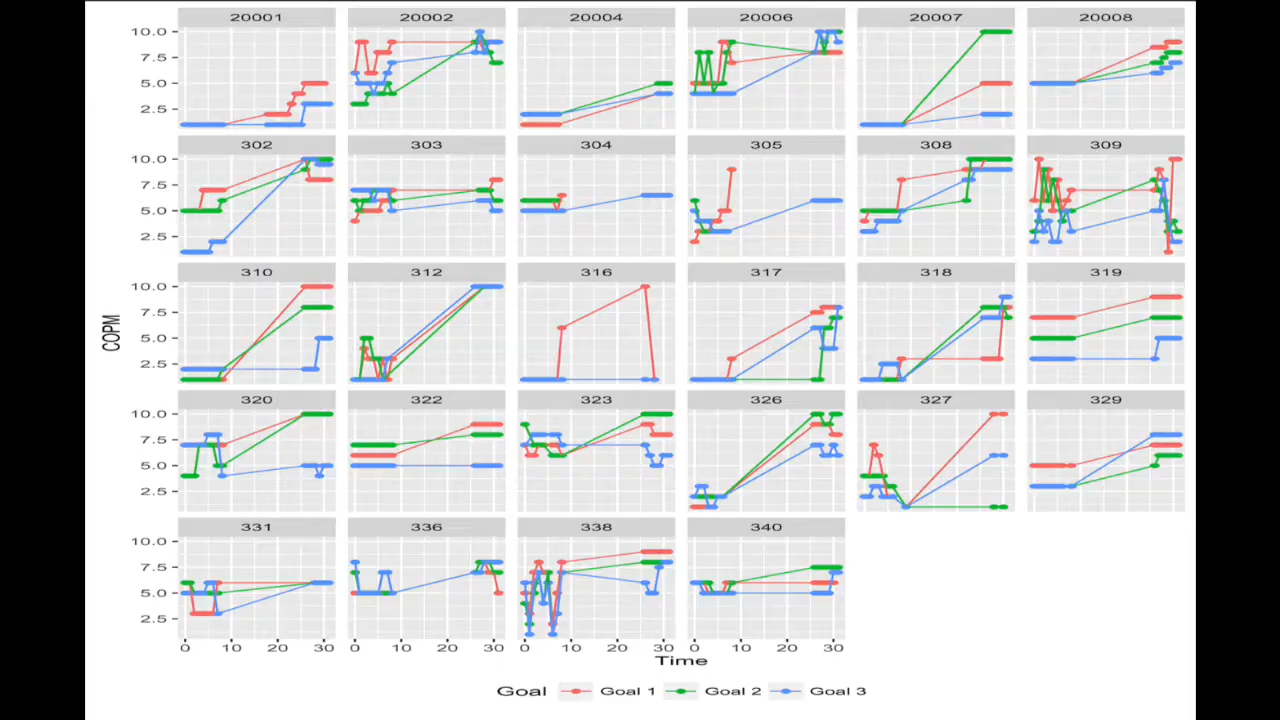 20001 20002 20004 20006 20007 20008
10.0
7.5
5.0
2.5
302 303 304 305 308 309
10.0
7.5
5.0
2.5
310 312 316 317 318 319
10.0
7.5
5.0
2.5
COPM
320 322 323 326 327 329
10.0
7.5
5.0
2.5
331 336 338 340
10.0
7.5
5.0
2.5
0 10 20 30 0 10 20 30 0 10 20 30 0 10 20 30
Time
Goal Goal 1 Goal 2 Goal 3